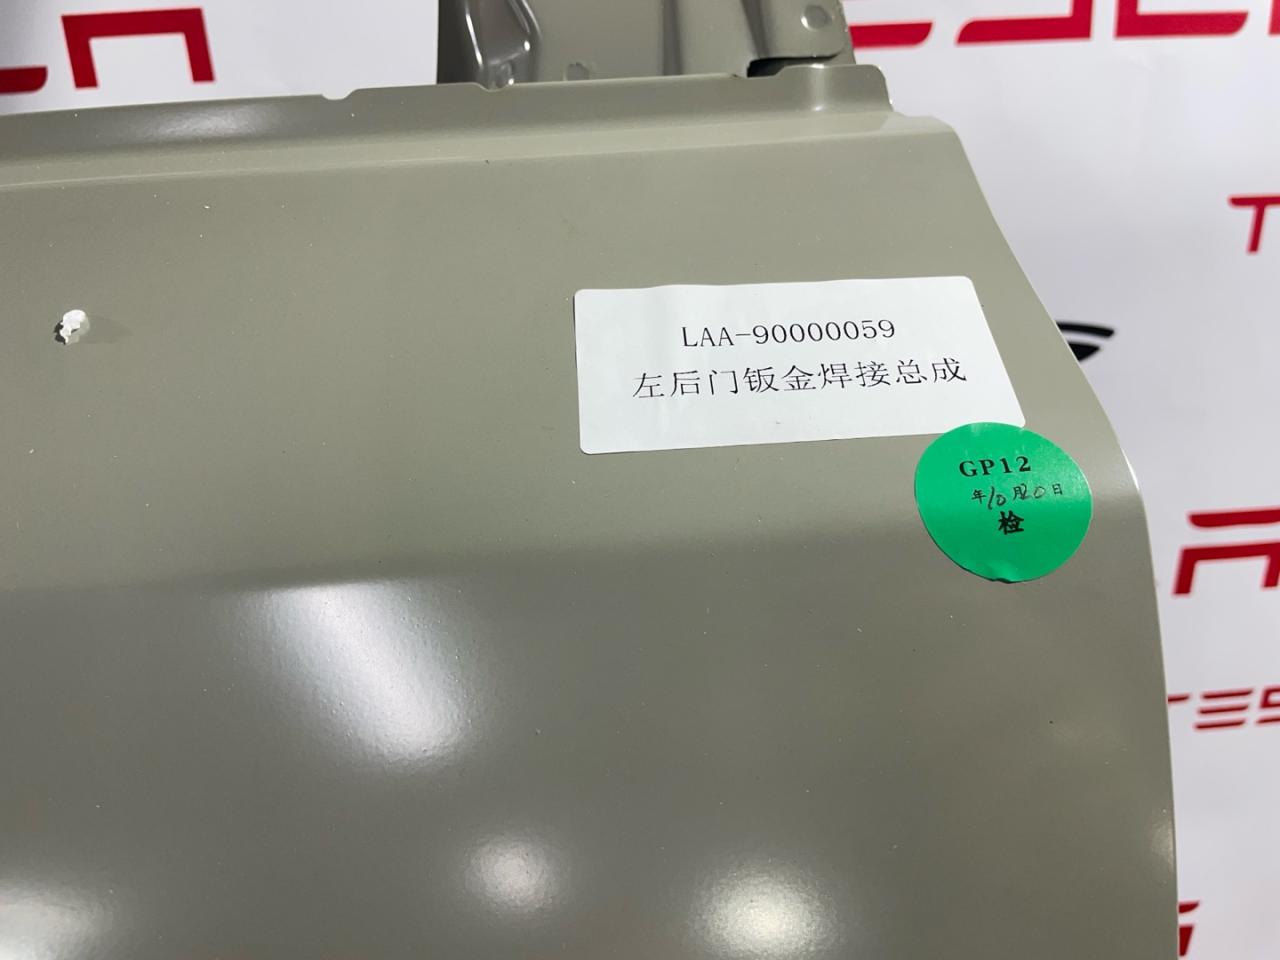 LAA-90000059
左后门钣金焊接总成
GP12
年10月20日
检